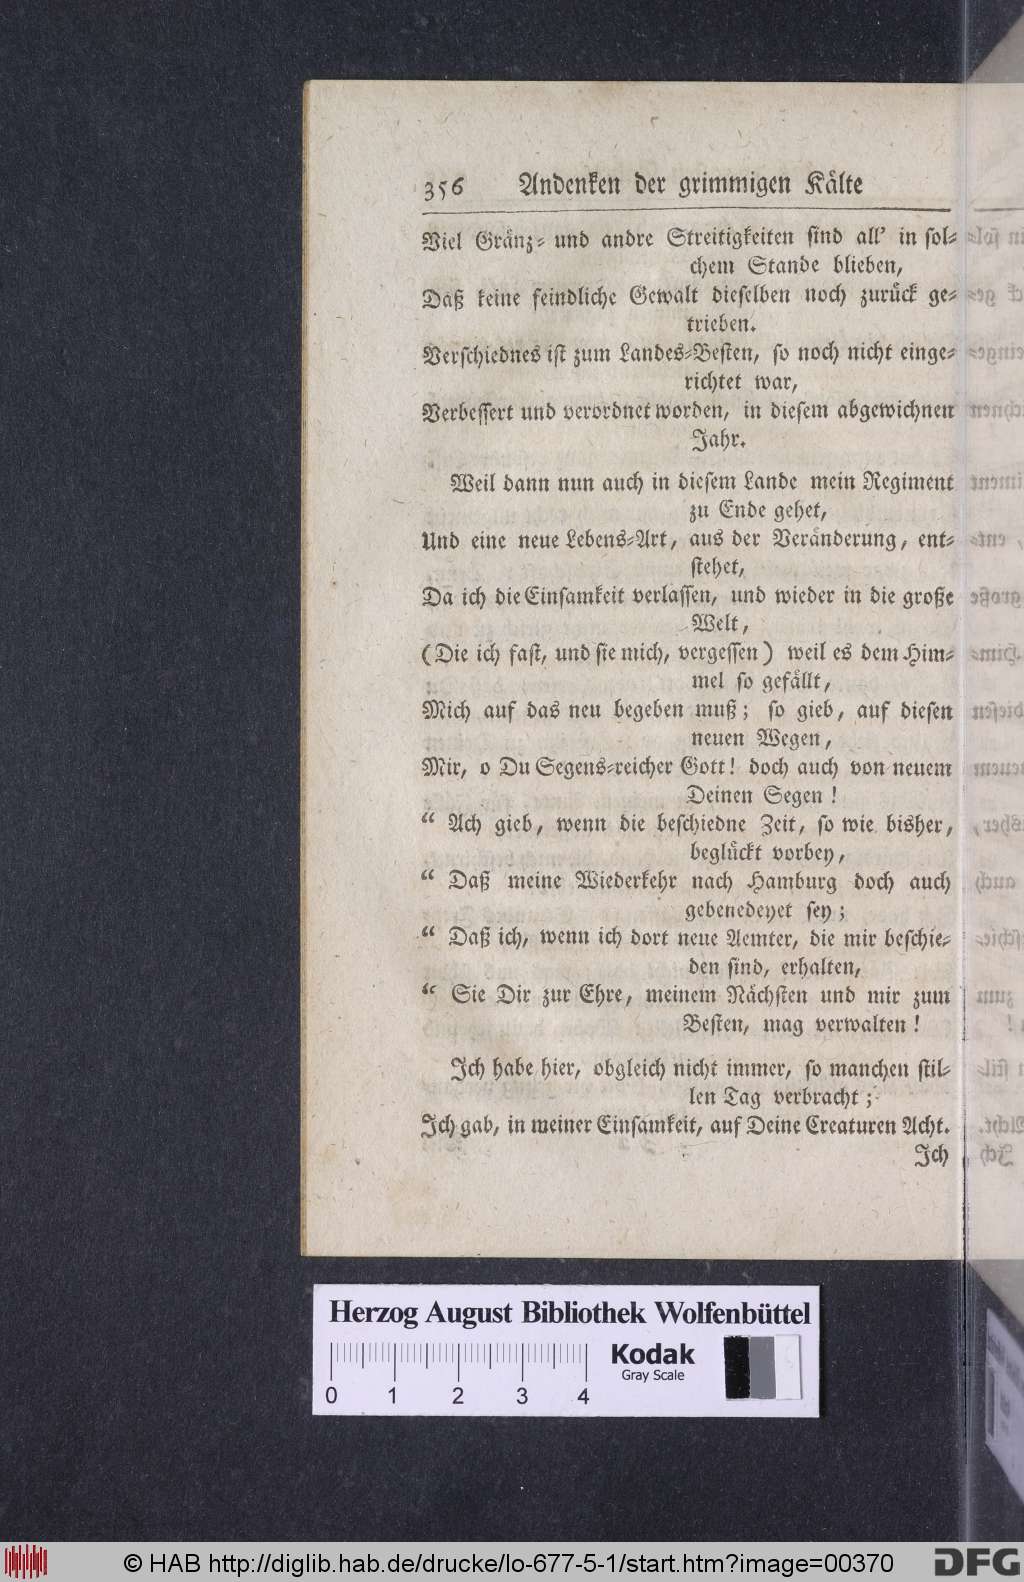 356 Andenken der grimmigen Kälte
Viel Gränz- und andre Streitigkeiten sind all' in sol-
chem Stande blieben,
Daß keine feindliche Gewalt dieselben noch zurück ge-
trieben.
Verschiednes ist zum Landes-Besten, so noch nicht einge-
richtet war,
Verbessert und verordnet worden, in diesem abgewichnen
Jahr.
Weil dann nun auch in diesem Lande mein Regiment
zu Ende gehet,
Und eine neue Lebens-Art, aus der Veränderung, ent-
stehet,
Da ich die Einsamkeit verlassen, und wieder in die große
Welt,
(Die ich fast, und sie mich, vergessen) weil es dem Him-
mel so gefällt,
Mich auf das neu begeben muß; so gieb, auf diesen
neuen Wegen,
Mir, o Du Segens-reicher Gott! doch auch von neuem
Deinen Segen!
“ Ach gieb, wenn die beschiedne Zeit, so wie bisher,
beglückt vorbey,
“ Daß meine Wiederkehr nach Hamburg doch auch
gebenedeyet sey;
“ Daß ich, wenn ich dort neue Aemter, die mir beschie-
den sind, erhalten,
“ Sie Dir zur Ehre, meinem Nächsten und mir zum
Besten, mag verwalten!
Ich habe hier, obgleich nicht immer, so manchen stil-
len Tag verbracht;
Ich gab, in meiner Einsamkeit, auf Deine Creaturen Acht.
Ich
Herzog August Bibliothek Wolfenbüttel
0 1 2 3 4
Kodak
Gray Scale
© HAB http://diglib.hab.de/drucke/lo-677-5-1/start.htm?image=00370
DFG